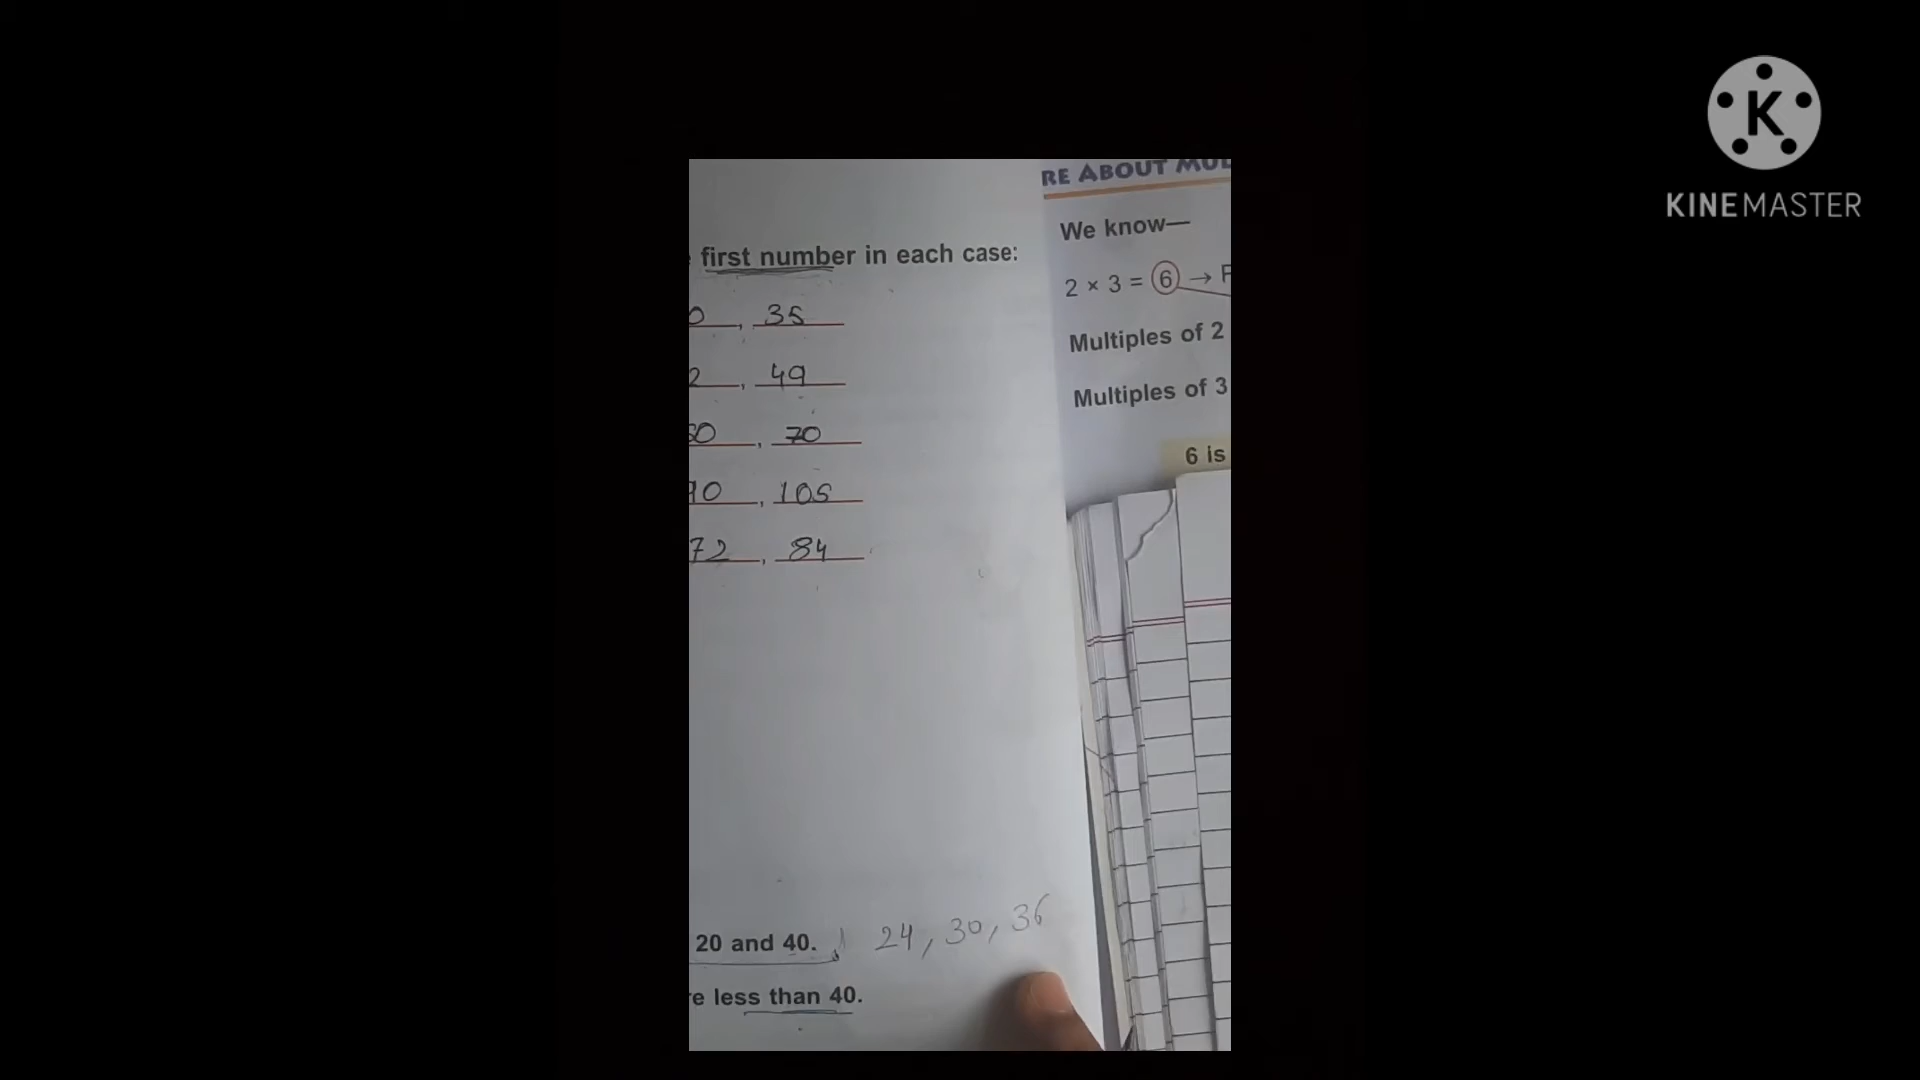 K
KINEMASTER
first number in each case:
0, 35
2, 49
60, 70
90, 105
72, 84
20 and 40. 24, 30, 36
less than 40.
RE ABOUT MUL
We know—
2 × 3 = 6 →
Multiples of 2
Multiples of 3
6 is